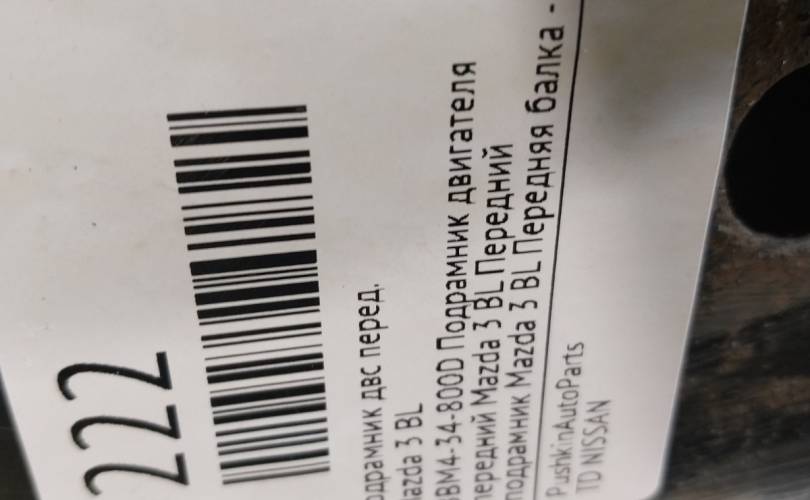 222
одрамник ДВС перед.
azda 3 BL
BBM4-34-800D Подрамник двигателя
передний Mazda 3 BL Передний
подрамник Mazda 3 BL Передняя балка -
PushkinAutoParts
TD NISSAN